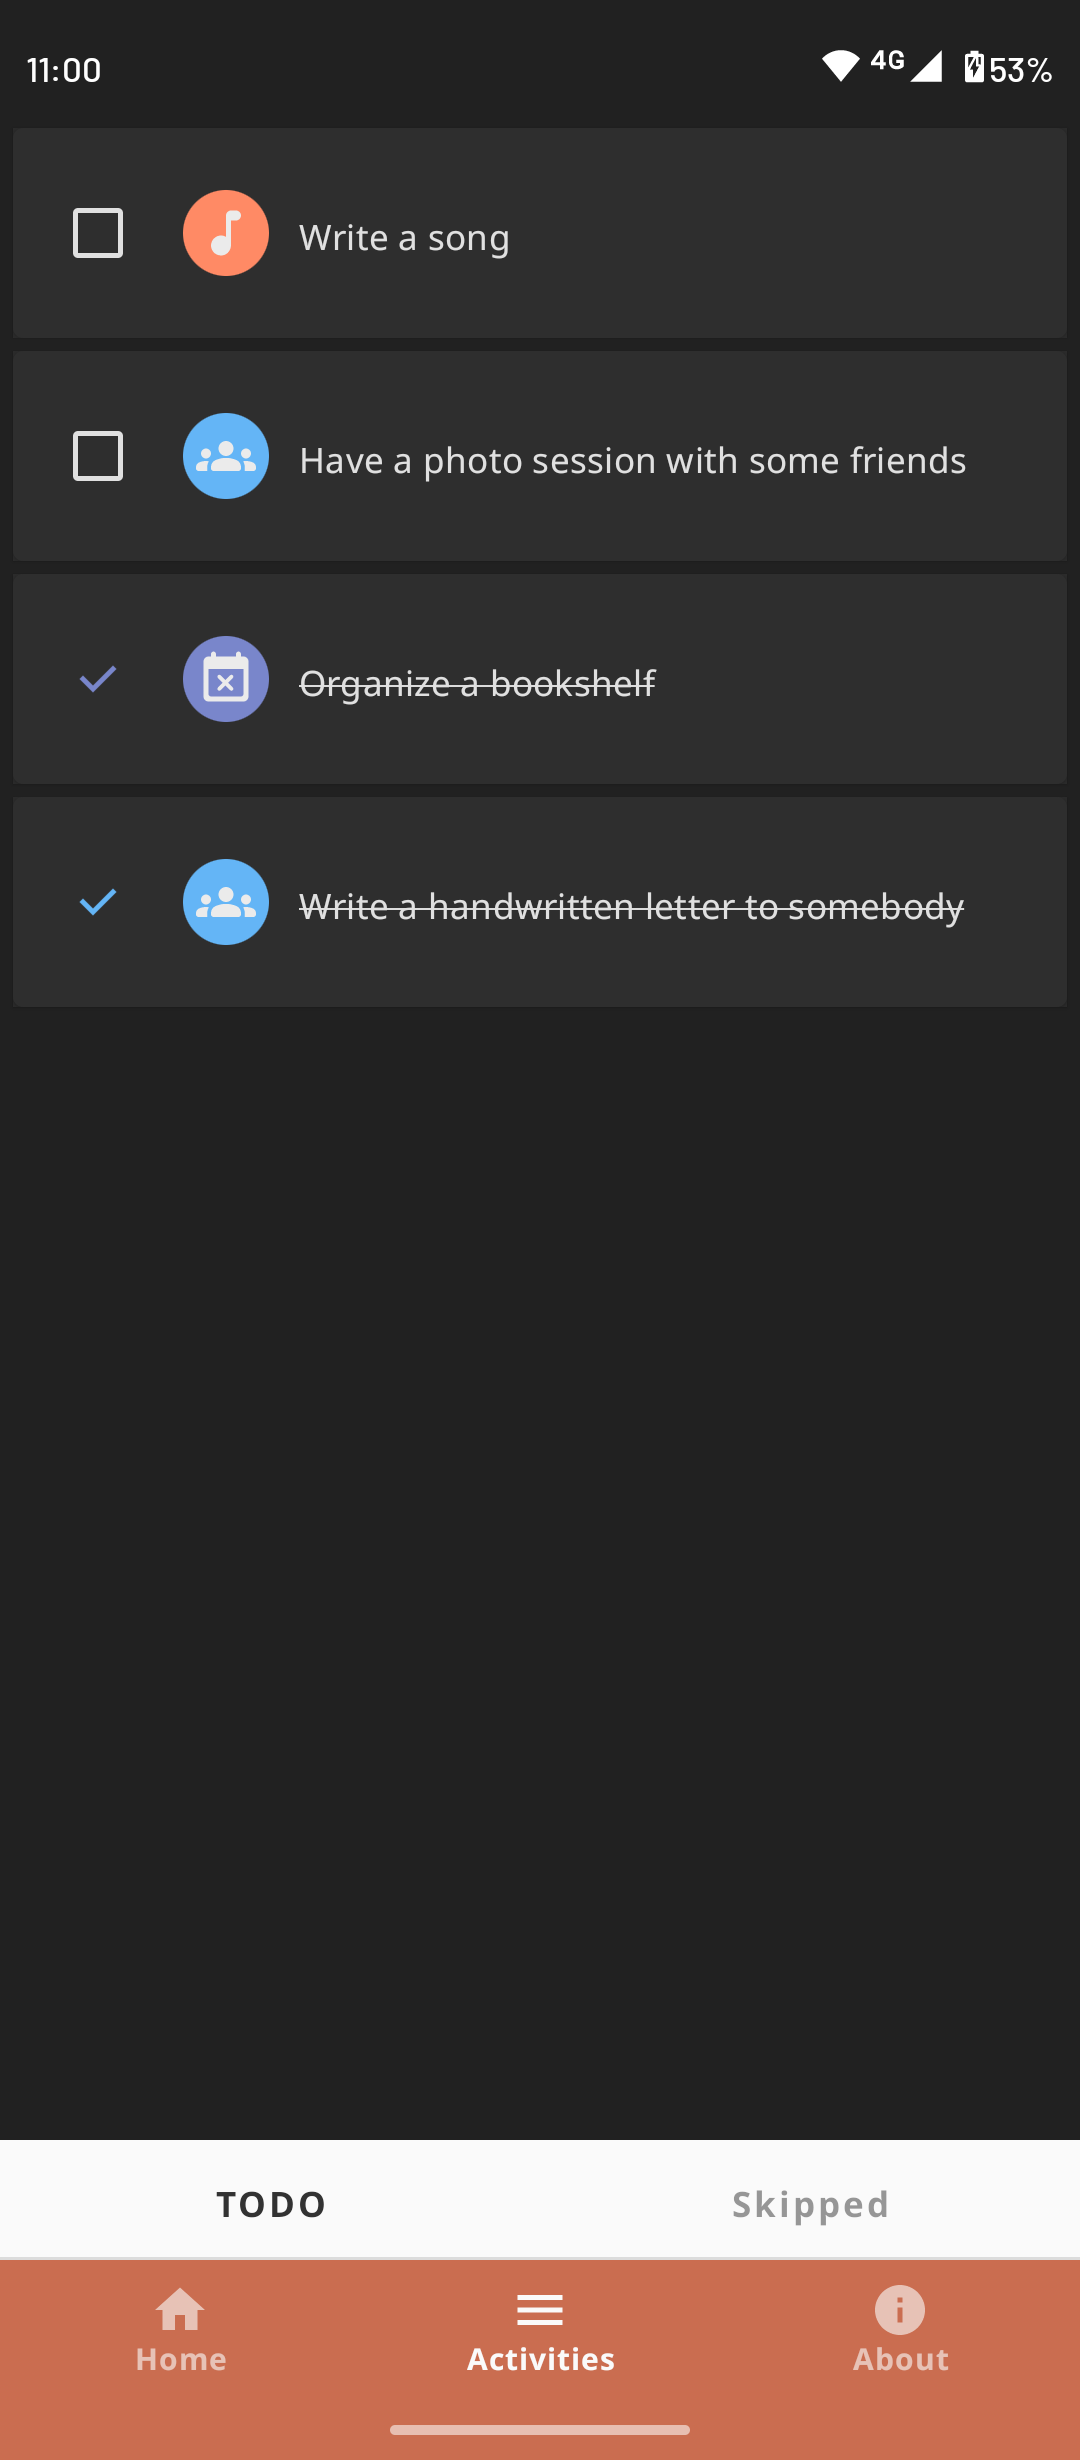 11:00
4G
53%
Write a song
Have a photo session with some friends
Organize a bookshelf
Write a handwritten letter to somebody
TODO
Skipped
Home
Activities
About